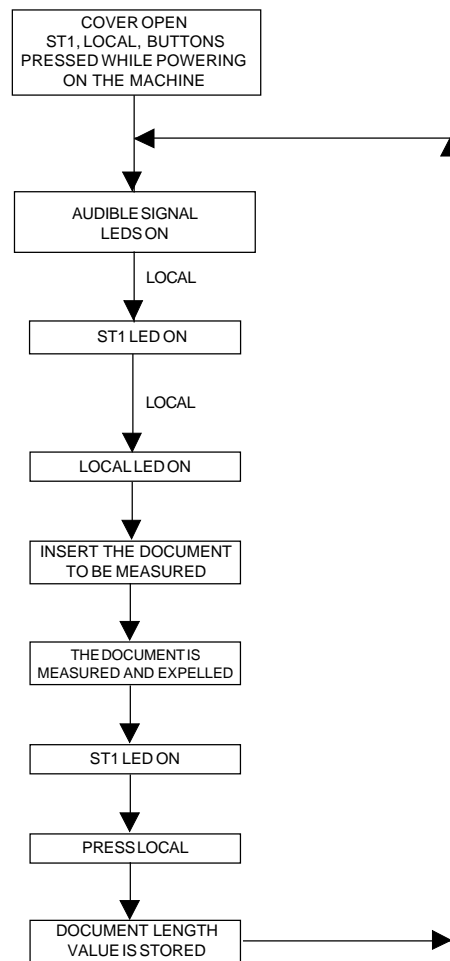 COVER OPEN
ST1, LOCAL, BUTTONS
PRESSED WHILE POWERING
ON THE MACHINE
AUDIBLE SIGNAL
LEDS ON
LOCAL
ST1 LED ON
LOCAL
LOCAL LED ON
INSERT THE DOCUMENT
TO BE MEASURED
THE DOCUMENT IS
MEASURED AND EXPELLED
ST1 LED ON
PRESS LOCAL
DOCUMENT LENGTH
VALUE IS STORED